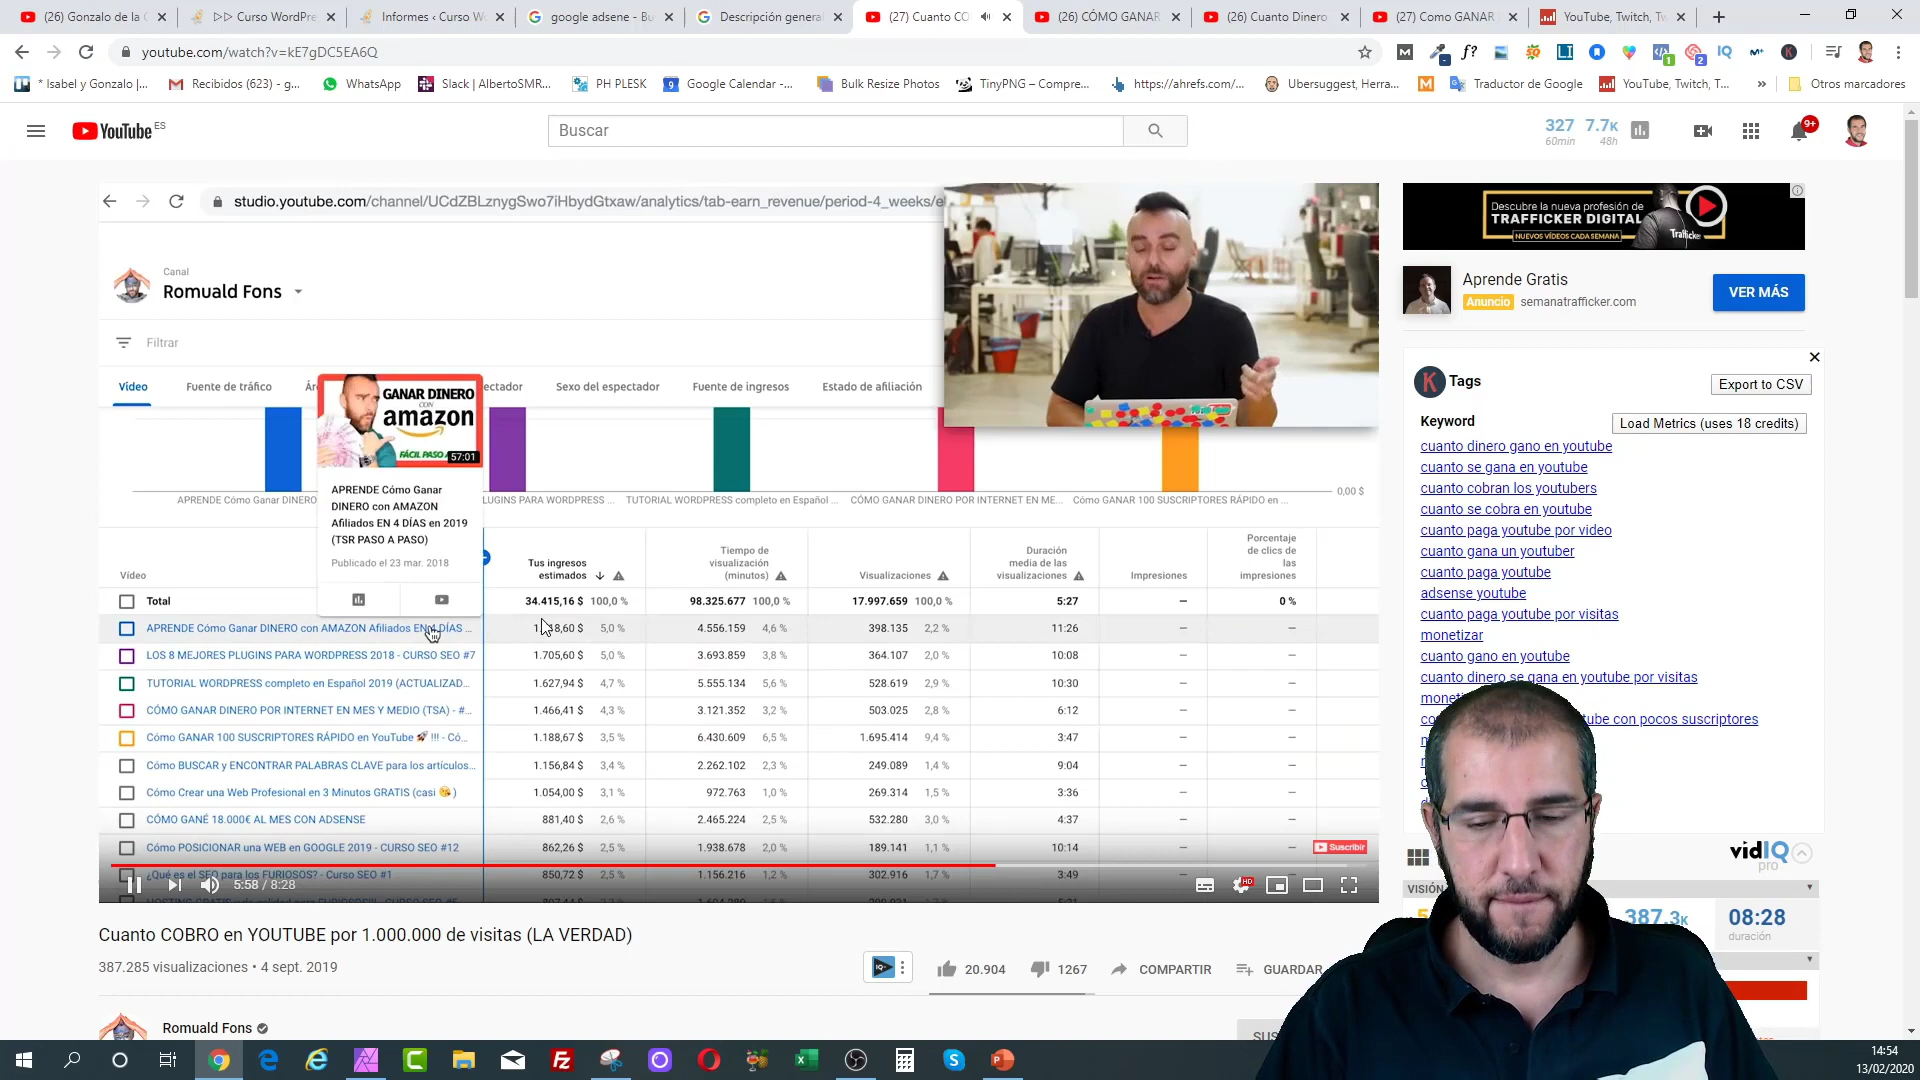 (26) Gonzalo de la C
▷▷ Curso WordPre
Informes ‹ Curso W
google adsene - Bu
Descripción general
(27) Cuanto CO
(26) CÓMO GANAR
(26) Cuanto Dinero
(27) Como GANAR
YouTube, Twitch, Tw
youtube.com/watch?v=kE7gDC5EA6Q
* Isabel y Gonzalo |...
Recibidos (623) - g...
WhatsApp
Slack | AlbertoSMR...
PH PLESK
Google Calendar -...
Bulk Resize Photos
TinyPNG – Compre...
https://ahrefs.com/...
Ubersuggest, Herra...
Traductor de Google
YouTube, Twitch, T...
»
Otros marcadores
YouTube ES
Buscar
327 60min
7.7K 48h
9+
studio.youtube.com/channel/UCdZBLznygSwo7iHbydGtxaw/analytics/tab-earn_revenue/period-4_weeks/e
Canal
Romuald Fons
Filtrar
Vídeo
Fuente de tráfico
ectador
Sexo del espectador
Fuente de ingresos
Estado de afiliación
GANAR DINERO
CON
amazon
FÁCIL PASO A
57:01
APRENDE Cómo Ganar
DINERO con AMAZON
Afiliados EN 4 DÍAS en 2019
(TSR PASO A PASO)
Publicado el 23 mar. 2018
APRENDE Cómo Ganar DINERO
LUGINS PARA WORDPRESS ...
TUTORIAL WORDPRESS completo en Español ...
CÓMO GANAR DINERO POR INTERNET EN ME...
Cómo GANAR 100 SUSCRIPTORES RÁPIDO en ...
0,00 $
Vídeo
Tus ingresos estimados
Tiempo de visualización (minutos)
Visualizaciones
Duración media de las visualizaciones
Impresiones
Porcentaje de clics de las impresiones
Total 34.415,16 $ 100,0 % 98.325.677 100,0 % 17.997.659 100,0 % 5:27 — 0 %
APRENDE Cómo Ganar DINERO con AMAZON Afiliados EN 4 DÍAS ... 5,0 % 4.556.159 4,6 % 398.135 2,2 % 11:26 — —
LOS 8 MEJORES PLUGINS PARA WORDPRESS 2018 - CURSO SEO #7 1.705,60 $ 5,0 % 3.693.859 3,8 % 364.107 2,0 % 10:08 — —
TUTORIAL WORDPRESS completo en Español 2019 (ACTUALIZAD... 1.627,94 $ 4,7 % 5.555.134 5,6 % 528.619 2,9 % 10:30 — —
CÓMO GANAR DINERO POR INTERNET EN MES Y MEDIO (TSA) - #... 1.466,41 $ 4,3 % 3.121.352 3,2 % 503.025 2,8 % 6:12 — —
Cómo GANAR 100 SUSCRIPTORES RÁPIDO en YouTube 🚀 !!! - Có... 1.188,67 $ 3,5 % 6.430.609 6,5 % 1.695.414 9,4 % 3:47 — —
Cómo BUSCAR y ENCONTRAR PALABRAS CLAVE para los artículos... 1.156,84 $ 3,4 % 2.262.102 2,3 % 249.089 1,4 % 9:04 — —
Cómo Crear una Web Profesional en 3 Minutos GRATIS (casi 😘) 1.054,00 $ 3,1 % 972.763 1,0 % 269.314 1,5 % 3:36 — —
CÓMO GANÉ 18.000€ AL MES CON ADSENSE 881,40 $ 2,6 % 2.465.224 2,5 % 532.280 3,0 % 4:37 — —
Cómo POSICIONAR una WEB en GOOGLE 2019 - CURSO SEO #12 862,26 $ 2,5 % 1.938.678 2,0 % 189.141 1,1 % 10:14
¿Qué es el SEO para los FURIOSOS? - Curso SEO #1 850,72 $ 2,5 % 1.156.216 1,2 % 302.916 1,7 % 3:49
Suscribir
5:58 / 8:28
HD
Cuanto COBRO en YOUTUBE por 1.000.000 de visitas (LA VERDAD)
387.285 visualizaciones • 4 sept. 2019
20.904
1267
COMPARTIR
GUARDAR
Romuald Fons
SUS
Descubre la nueva profesión de
TRAFFICKER DIGITAL
NUEVOS VÍDEOS CADA SEMANA
Trafficker
Aprende Gratis
Anuncio semanatrafficker.com
VER MÁS
K Tags
Export to CSV
Keyword
Load Metrics (uses 18 credits)
cuanto dinero gano en youtube
cuanto se gana en youtube
cuanto cobran los youtubers
cuanto se cobra en youtube
cuanto paga youtube por video
cuanto gana un youtuber
cuanto paga youtube
adsense youtube
cuanto paga youtube por visitas
monetizar
cuanto gano en youtube
cuanto dinero se gana en youtube por visitas
monet
tube con pocos suscriptores
vidIQ
pro
VISIÓN
387.3K
08:28
duración
14:54
13/02/2020